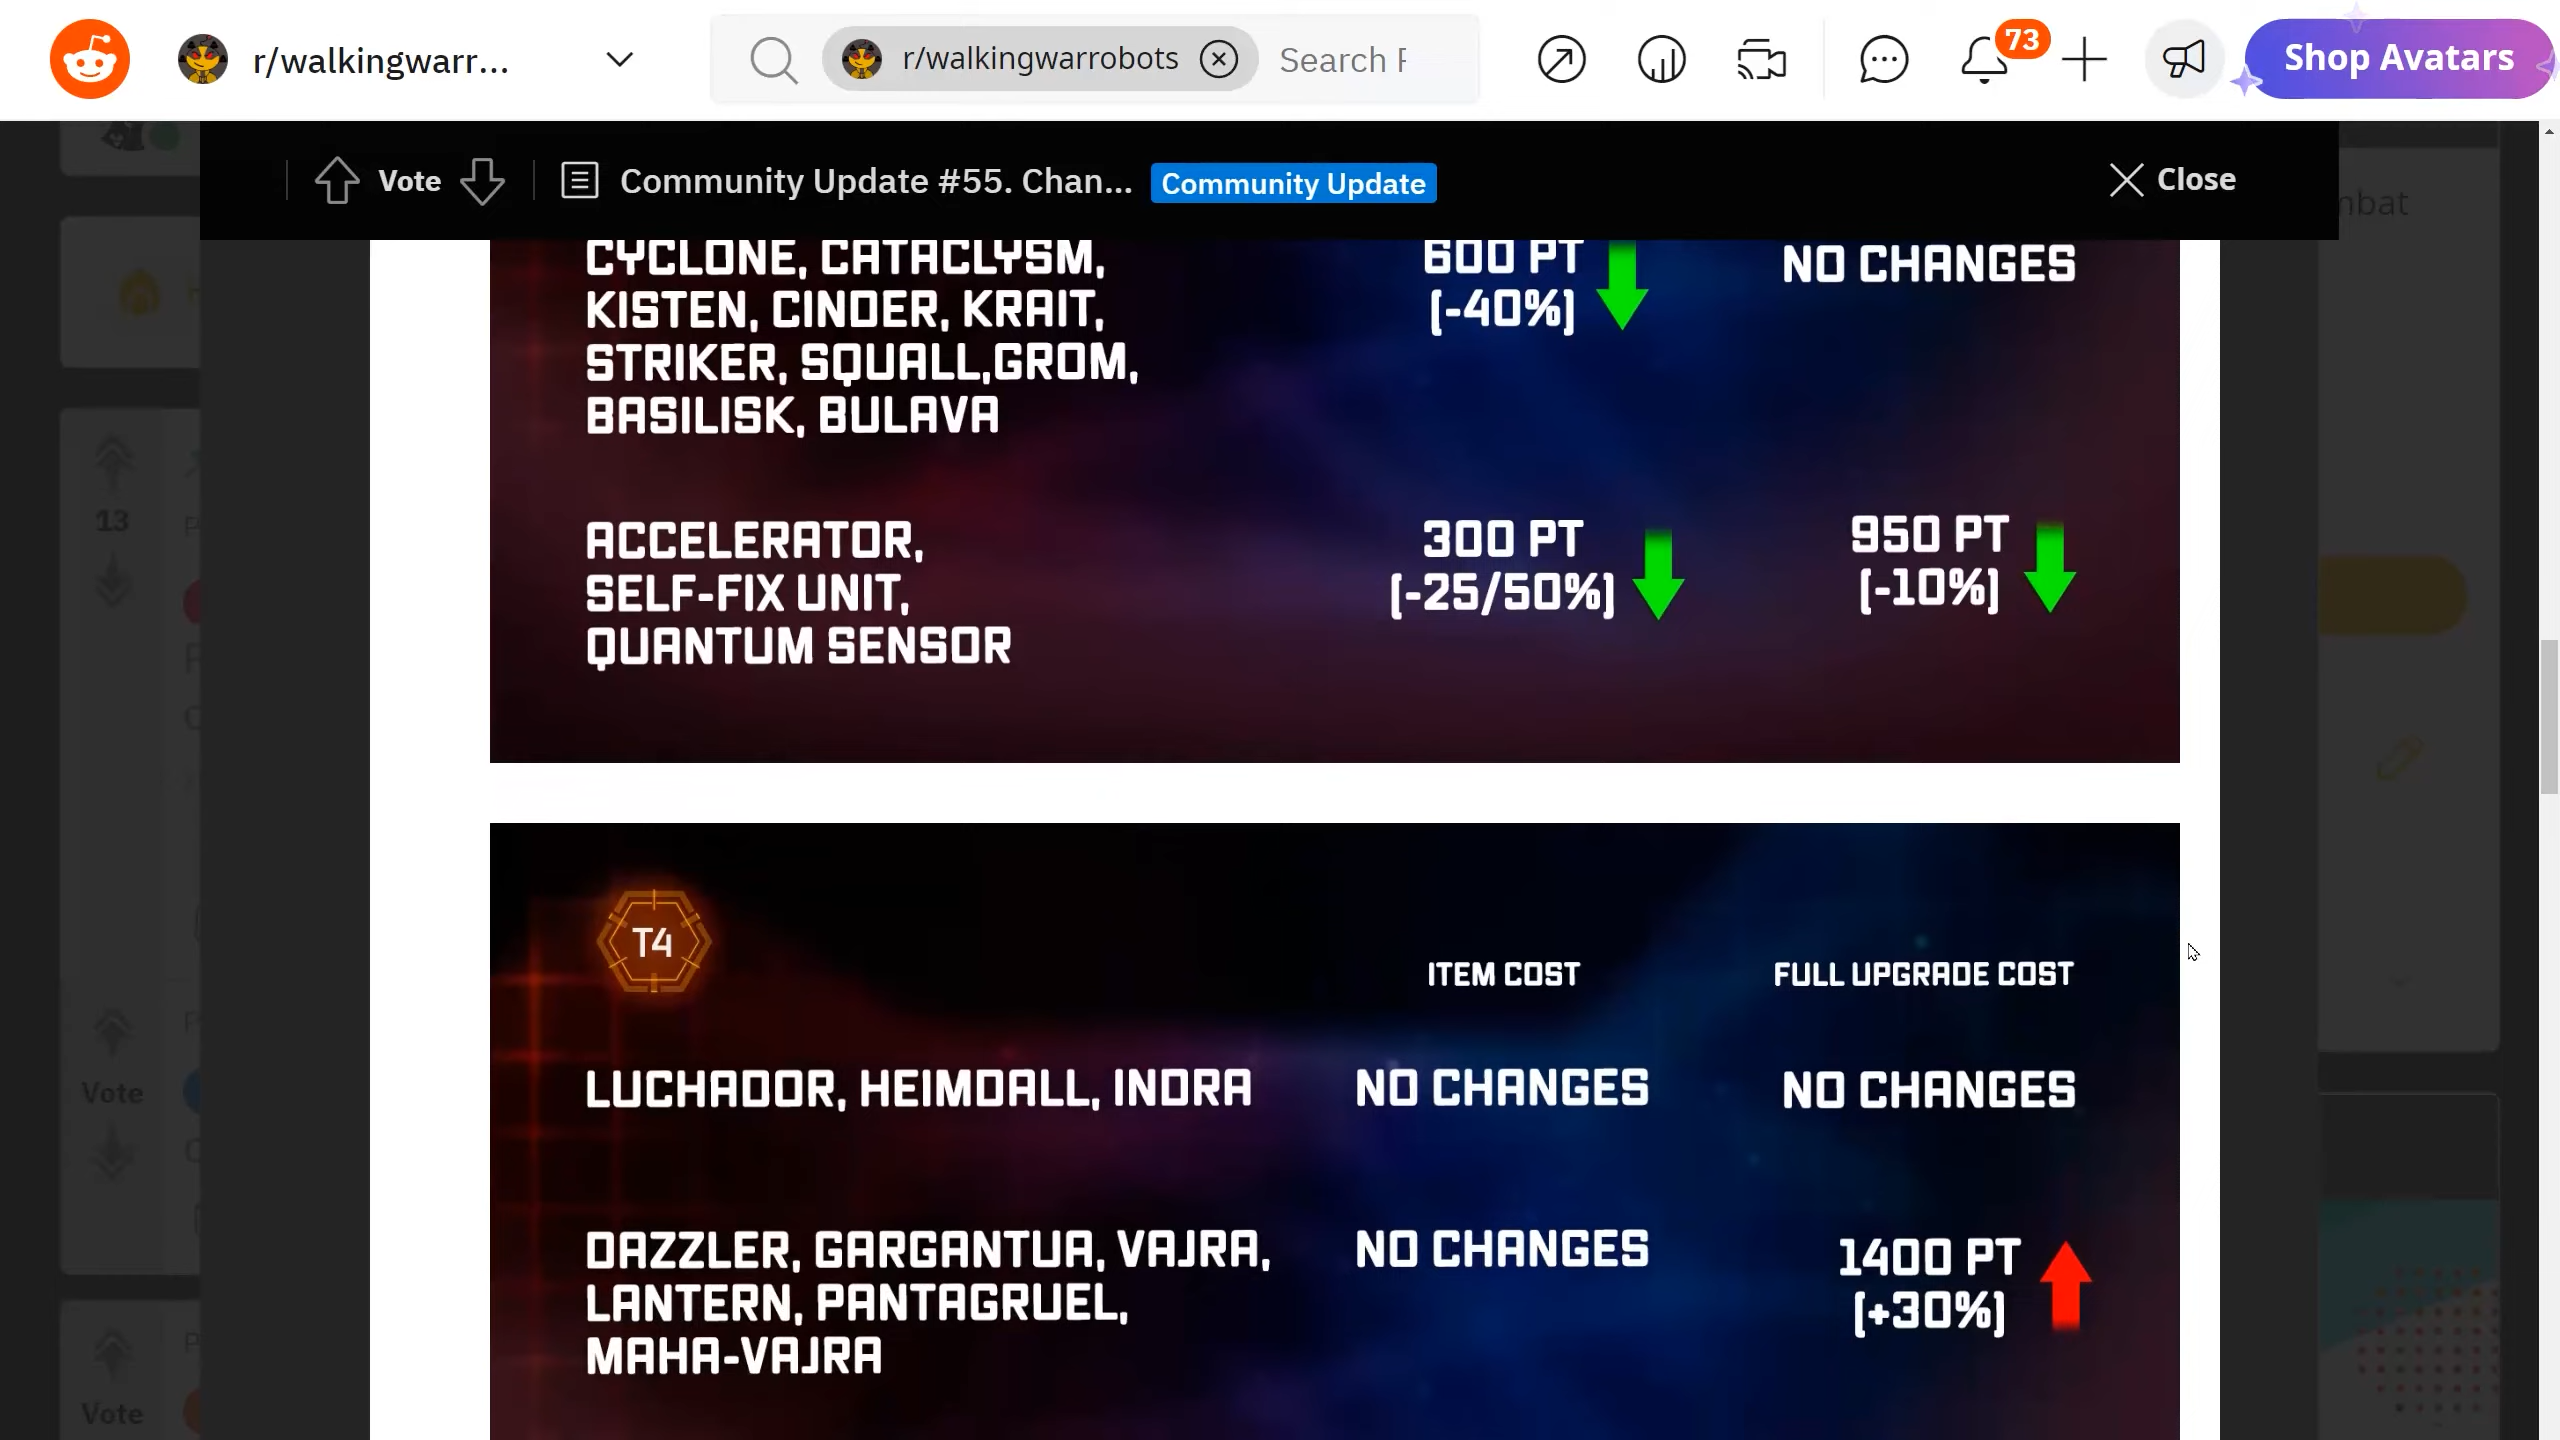 r/walkingwarr...
r/walkingwarrobots
Search
73
Shop Avatars
Vote
Community Update #55. Chan...
Community Update
Close
CYCLONE, CATACLYSM,
KISTEN, CINDER, KRAIT,
STRIKER, SQUALL,GROM,
BASILISK, BULAVA
600 PT
(-40%)
NO CHANGES
ACCELERATOR,
SELF-FIX UNIT,
QUANTUM SENSOR
300 PT
(-25/50%)
950 PT
(-10%)
T4
ITEM COST
FULL UPGRADE COST
LUCHADOR, HEIMDALL, INDRA
NO CHANGES
NO CHANGES
DAZZLER, GARGANTUA, VAJRA,
LANTERN, PANTAGRUEL,
MAHA-VAJRA
NO CHANGES
1400 PT
(+30%)
13
Vote
Vote